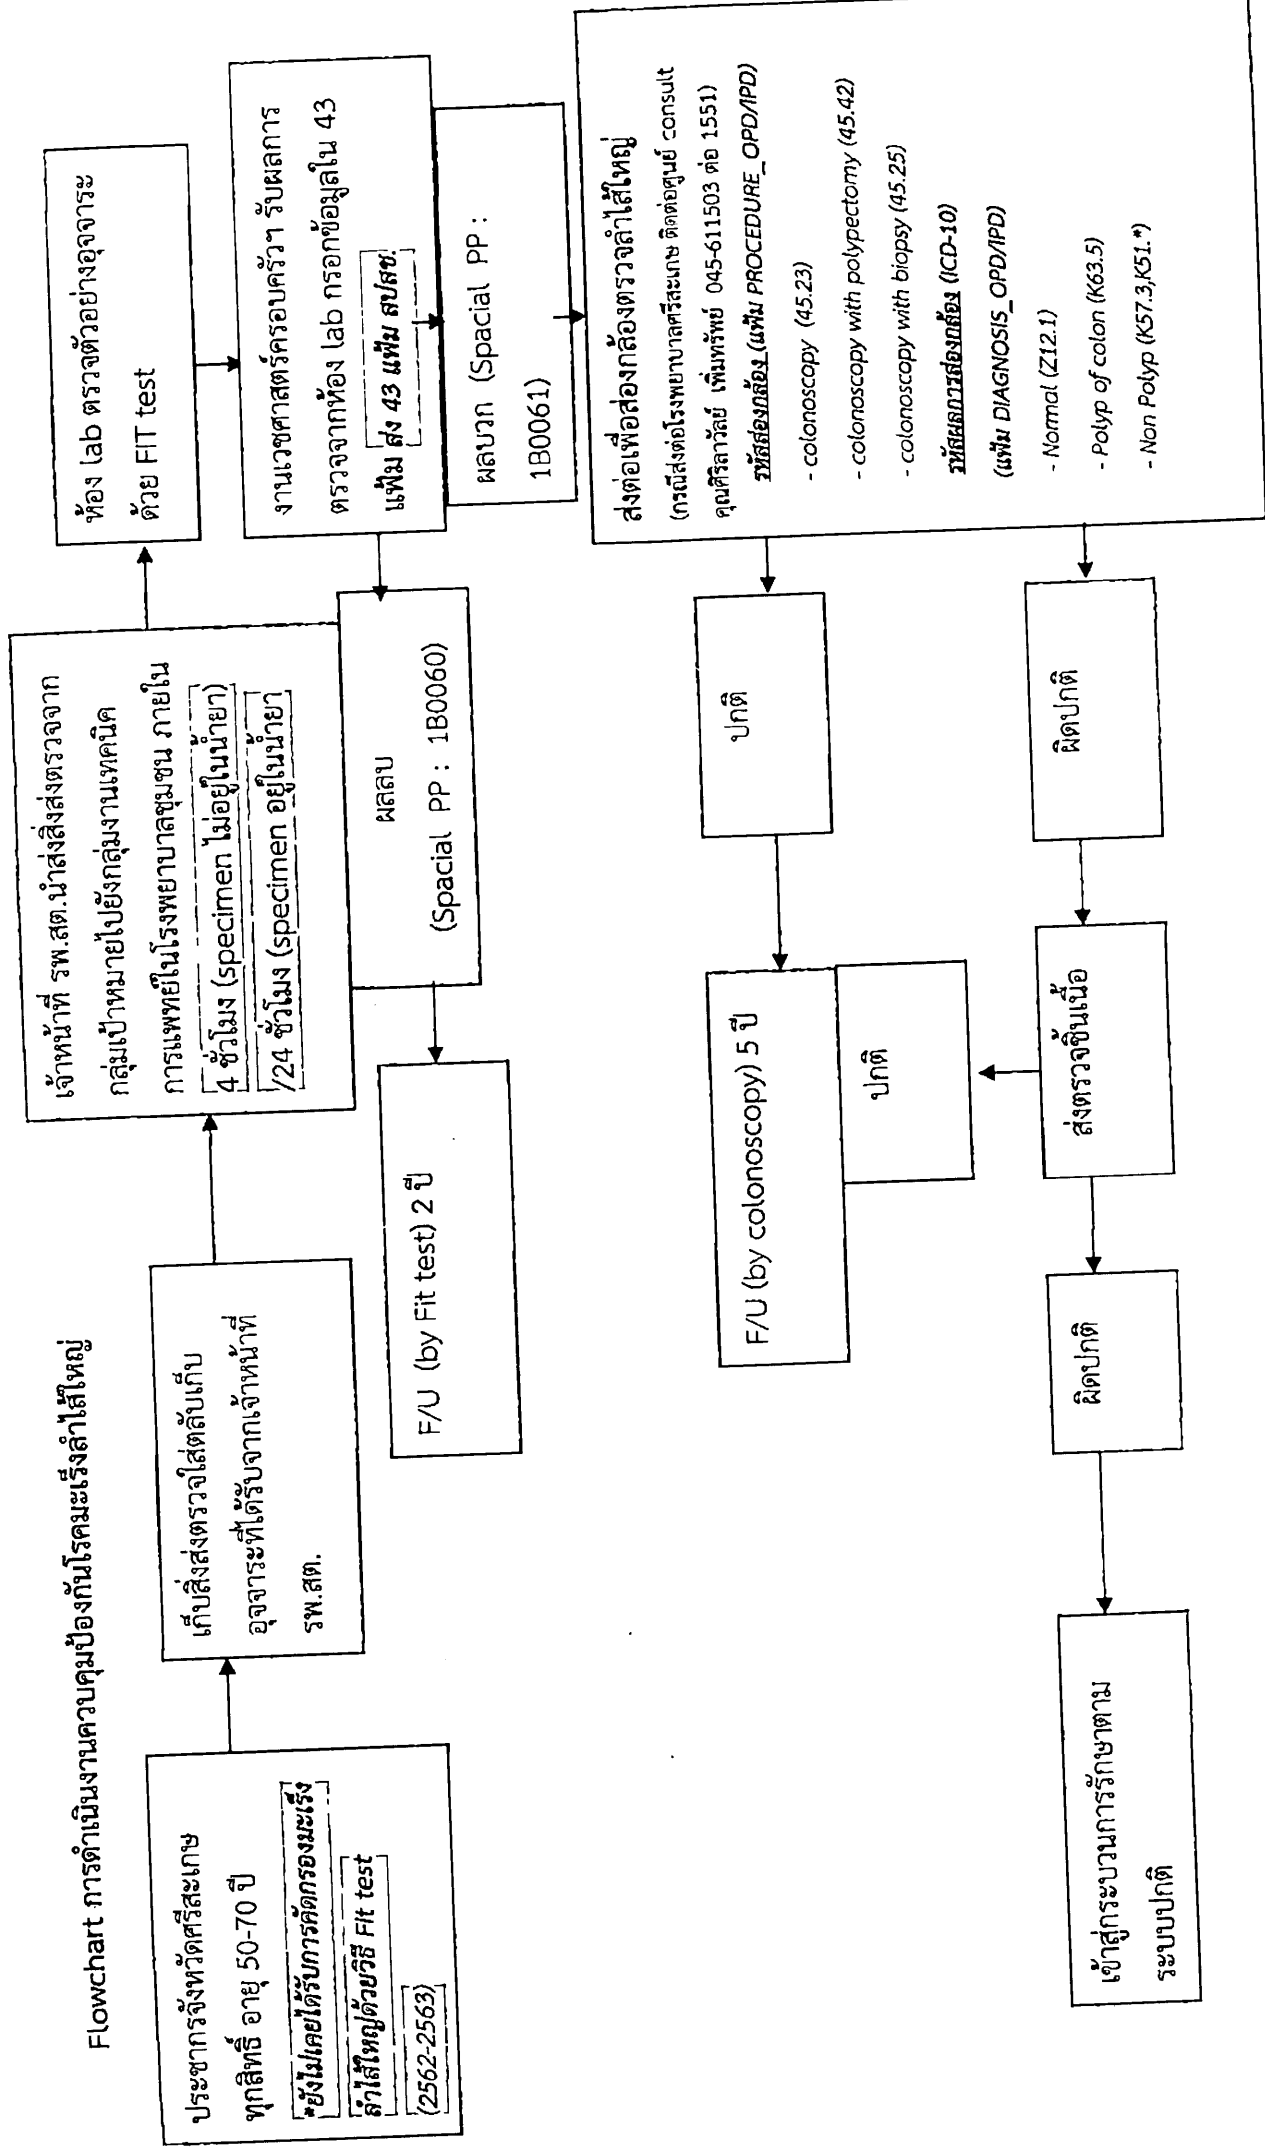 Flowchart การดำเนินงานควบคุมป้องกันโรคมะเร็งลำไส้ใหญ่
ประชากรจังหวัดศรีสะเกษ
ทุกสิทธิ์ อายุ 50-70 ปี
*ยังไม่เคยได้รับการคัดกรองมะเร็ง
ลำไส้ใหญ่ด้วยวิธี Fit test
(2562-2563)
เก็บสิ่งส่งตรวจใส่ตลับเก็บ
อุจจาระที่ได้รับจากเจ้าหน้าที่
รพ.สต.
เจ้าหน้าที่ รพ.สต.นำส่งสิ่งส่งตรวจจาก
กลุ่มเป้าหมายไปยังกลุ่มงานเทคนิค
การแพทย์ในโรงพยาบาลชุมชน ภายใน
4 ชั่วโมง (specimen ไม่อยู่ในน้ำยา)
/24 ชั่วโมง (specimen อยู่ในน้ำยา
ห้อง lab ตรวจตัวอย่างอุจจาระ
ด้วย FIT test
งานเวชศาสตร์ครอบครัวฯ รับผลการ
ตรวจจากห้อง lab กรอกข้อมูลใน 43
แฟ้ม ส่ง 43 แฟ้ม สปสช.
ผลลบ
(Spacial PP : 1B0060)
F/U (by Fit test) 2 ปี
ผลบวก (Spacial PP :
1B0061)
ส่งต่อเพื่อส่องกล้องตรวจลำไส้ใหญ่
(กรณีส่งต่อโรงพยาบาลศรีสะเกษ ติดต่อศูนย์ consult
คุณศิริลาวัลย์ เพิ่มทรัพย์ 045-611503 ต่อ 1551)
รหัสส่องกล้อง (แฟ้ม PROCEDURE_OPD/IPD)
- colonoscopy (45.23)
- colonoscopy with polypectomy (45.42)
- colonoscopy with biopsy (45.25)
รหัสผลการส่องกล้อง (ICD-10)
(แฟ้ม DIAGNOSIS_OPD/IPD)
- Normal (Z12.1)
- Polyp of colon (K63.5)
- Non Polyp (K57.3,K51.*)
ปกติ
F/U (by colonoscopy) 5 ปี
ปกติ
ผิดปกติ
ส่งตรวจชิ้นเนื้อ
ผิดปกติ
เข้าสู่กระบวนการรักษาตาม
ระบบปกติ